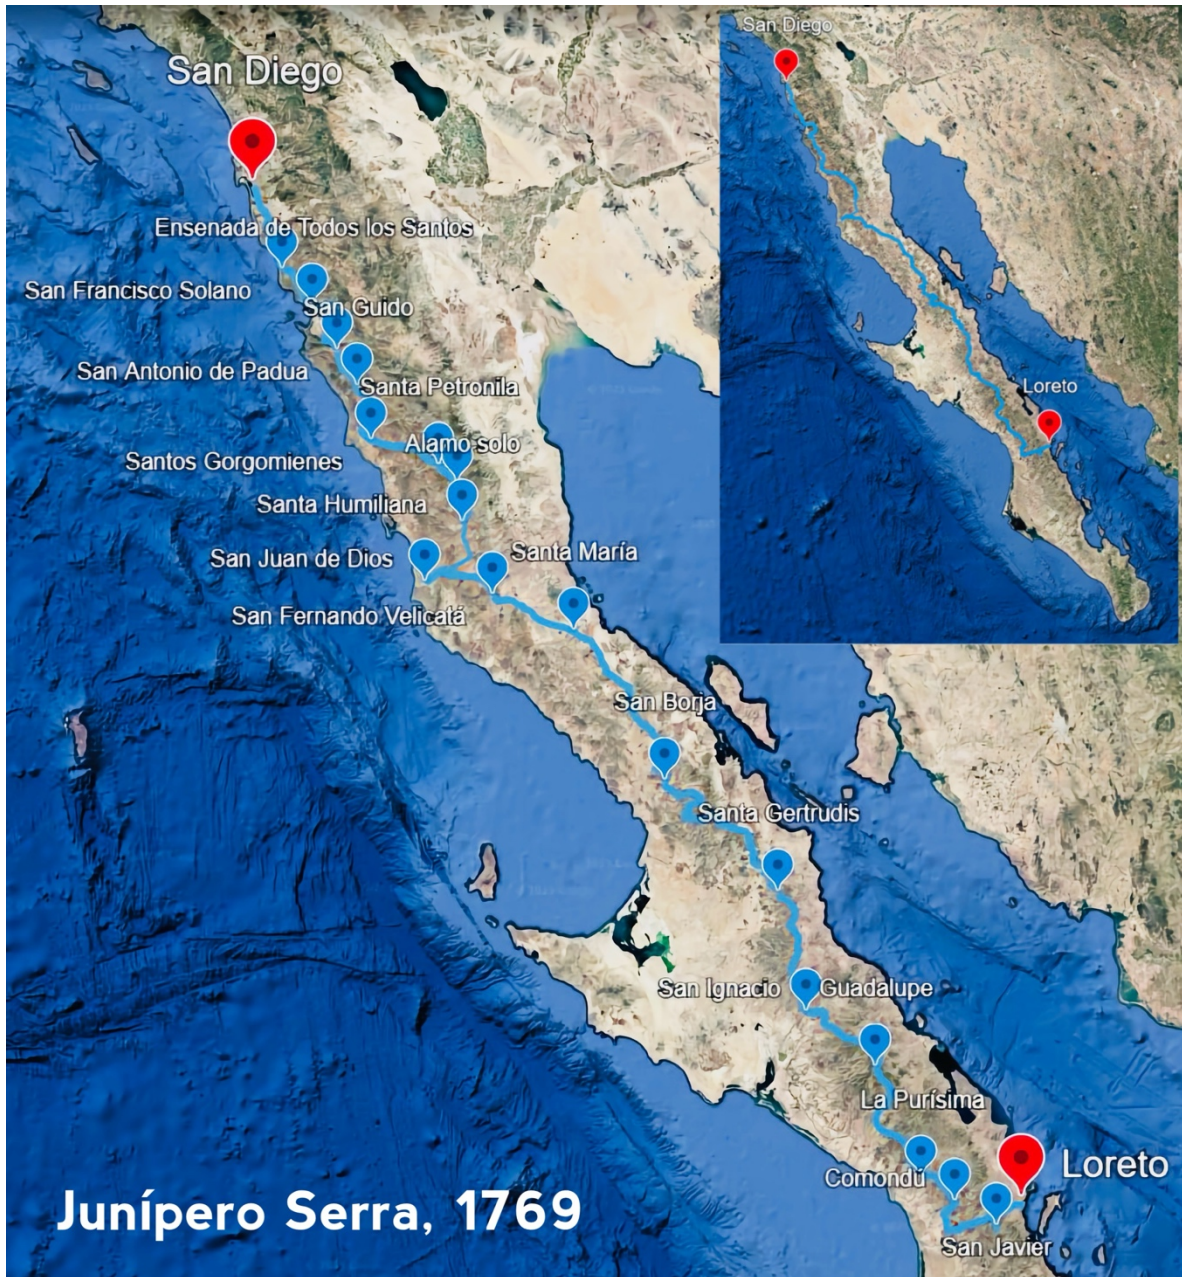 San Diego
San Diego
Ensenada de Todos los Santos
San Francisco Solano
San Guido
San Antonio de Padua
Santa Petronila
Loreto
Alamo solo
Santos Gorgomienes
Santa Humiliana
San Juan de Dios
Santa María
San Fernando Velicatá
San Borja
Santa Gertrudis
San Ignacio
Guadalupe
La Purísima
Loreto
Comondú
Junípero Serra, 1769
San Javier